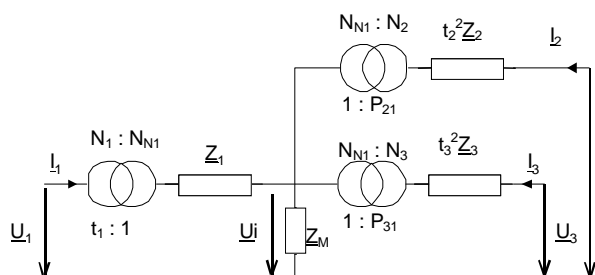 N_N1 : N_2
t_2^2 Z_2
I_2
1 : P_21
N_1 : N_N1
N_N1 : N_3
t_3^2 Z_3
I_1
Z_1
I_3
U_1
t_1 : 1
Ui
Z_M
1 : P_31
U_3